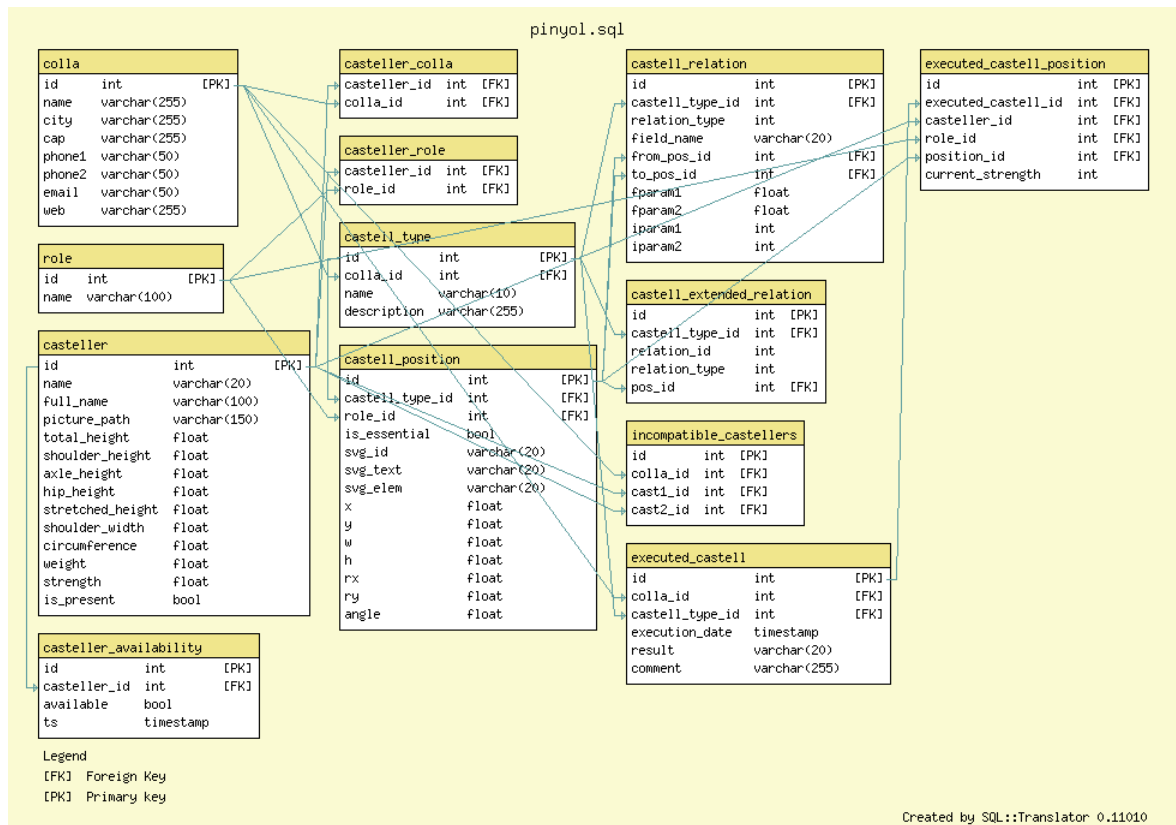 pinyol.sql
colla
id int [PK]
name varchar(255)
city varchar(255)
cap varchar(255)
phone1 varchar(50)
phone2 varchar(50)
email varchar(50)
web varchar(255)
role
id int [PK]
name varchar(100)
casteller
id int [PK]
name varchar(20)
full_name varchar(100)
picture_path varchar(150)
total_height float
shoulder_height float
axle_height float
hip_height float
stretched_height float
shoulder_width float
circumference float
weight float
strength float
is_present bool
casteller_availability
id int [PK]
casteller_id int [FK]
available bool
ts timestamp
Legend
[FK] Foreign Key
[PK] Primary key
casteller_colla
casteller_id int [FK]
colla_id int [FK]
casteller_role
casteller_id int [FK]
role_id int [FK]
castell_type
id int [PK]
colla_id int [FK]
name varchar(10)
description varchar(255)
castell_position
id int [PK]
castell_type_id int [FK]
role_id int [FK]
is_essential bool
svg_id varchar(20)
svg_text varchar(20)
svg_elem varchar(20)
x float
y float
w float
h float
rx float
ry float
angle float
castell_relation
id int [PK]
castell_type_id int [FK]
relation_type int
field_name varchar(20)
from_pos_id int [FK]
to_pos_id int [FK]
fparam1 float
fparam2 float
iparam1 int
iparam2 int
castell_extended_relation
id int [PK]
castell_type_id int [FK]
relation_id int
relation_type int
pos_id int [FK]
incompatible_castellers
id int [PK]
colla_id int [FK]
cast1_id int [FK]
cast2_id int [FK]
executed_castell
id int [PK]
colla_id int [FK]
castell_type_id int [FK]
execution_date timestamp
result varchar(20)
comment varchar(255)
executed_castell_position
id int [PK]
executed_castell_id int [FK]
casteller_id int [FK]
role_id int [FK]
position_id int [FK]
current_strength int
Created by SQL::Translator 0.11010